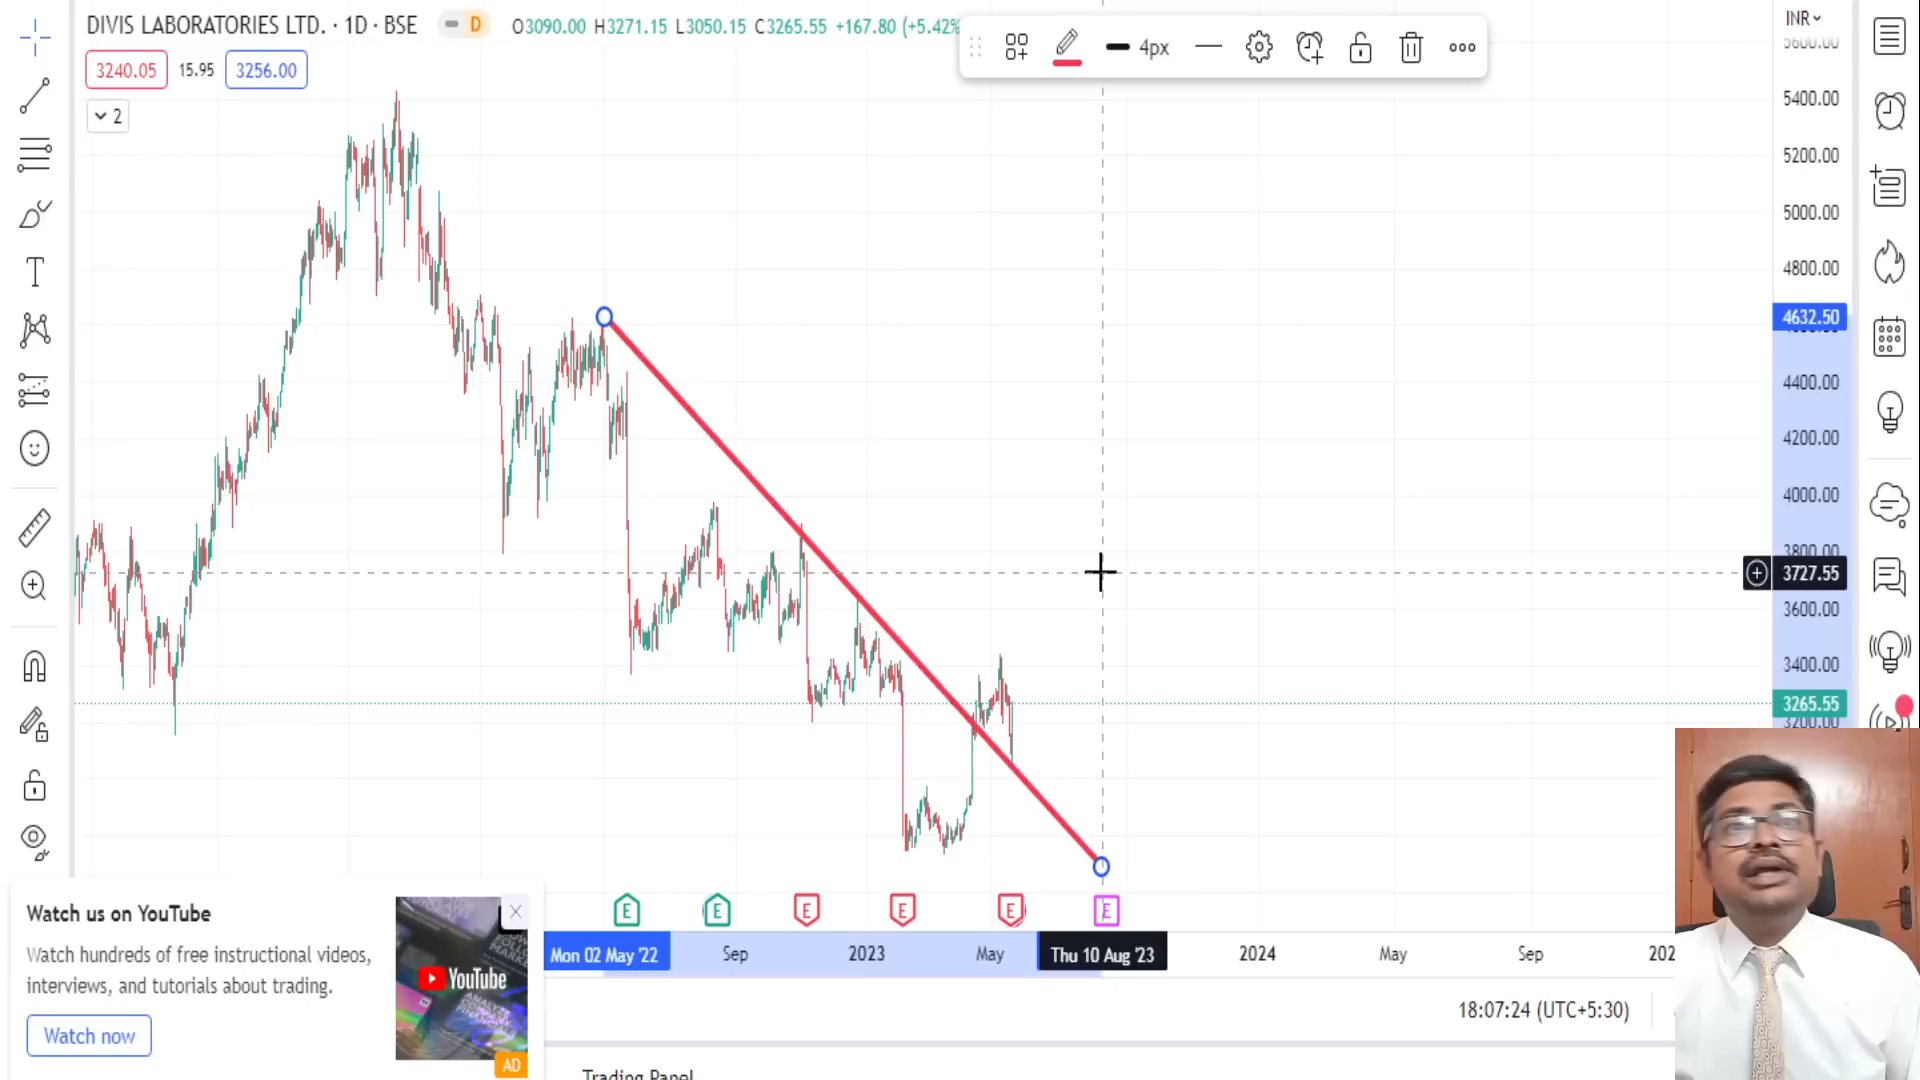 DIVIS LABORATORIES LTD. · 1D · BSE
D
O3090.00 H3271.15 L3050.15 C3265.55 +167.80 (+5.42%
4px
INR
3240.05 15.95 3256.00
2
5600.00
5400.00
5200.00
5000.00
4800.00
4632.50
4400.00
4200.00
4000.00
3800.00
3727.55
3600.00
3400.00
3265.55
3200.00
E E E E E E
Mon 02 May '22 Sep 2023 May Thu 10 Aug '23 2024 May Sep
Watch us on YouTube
Watch hundreds of free instructional videos,
interviews, and tutorials about trading.
Watch now
YouTube
AD
18:07:24 (UTC+5:30)
Trading Panel